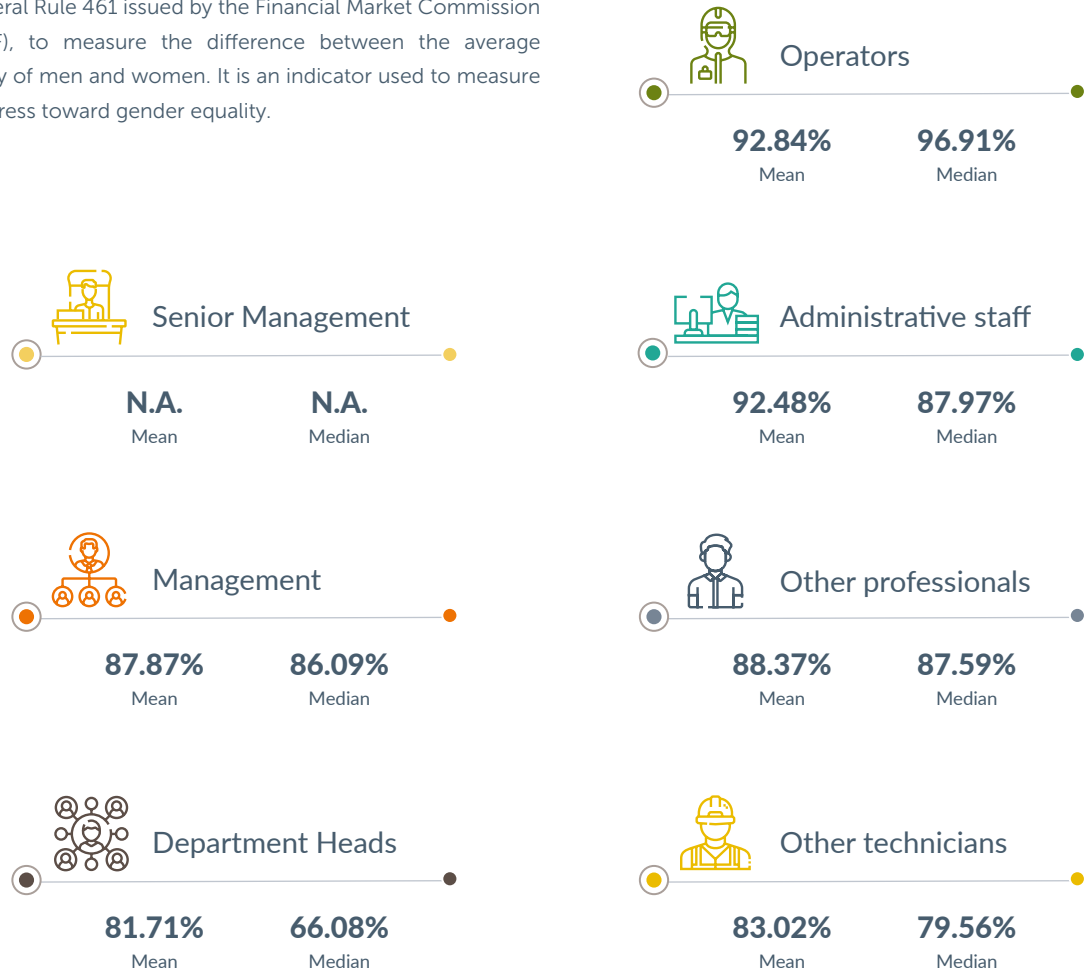 eral Rule 461 issued by the Financial Market Commission
), to measure the difference between the average
y of men and women. It is an indicator used to measure
ress toward gender equality.
Senior Management
N.A. N.A.
Mean Median
Management
87.87% 86.09%
Mean Median
Department Heads
81.71% 66.08%
Mean Median
Operators
92.84% 96.91%
Mean Median
Administrative staff
92.48% 87.97%
Mean Median
Other professionals
88.37% 87.59%
Mean Median
Other technicians
83.02% 79.56%
Mean Median